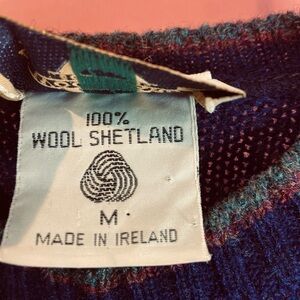 100%
WOOL SHETLAND
M.
MADE IN IRELAND